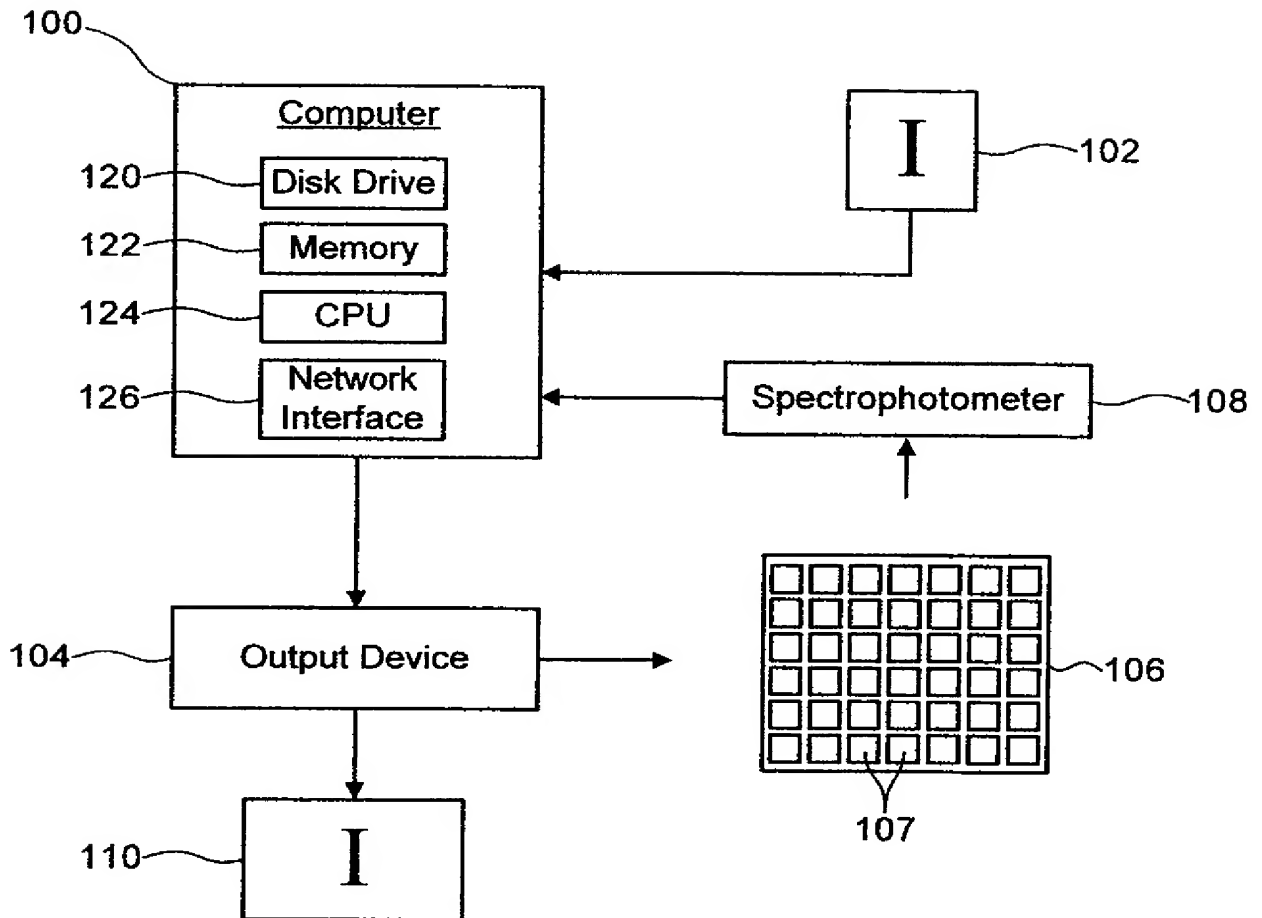 100
Computer
120
Disk Drive
122
Memory
124
CPU
126
Network
Interface
I
102
Spectrophotometer
108
104
Output Device
106
107
110
I